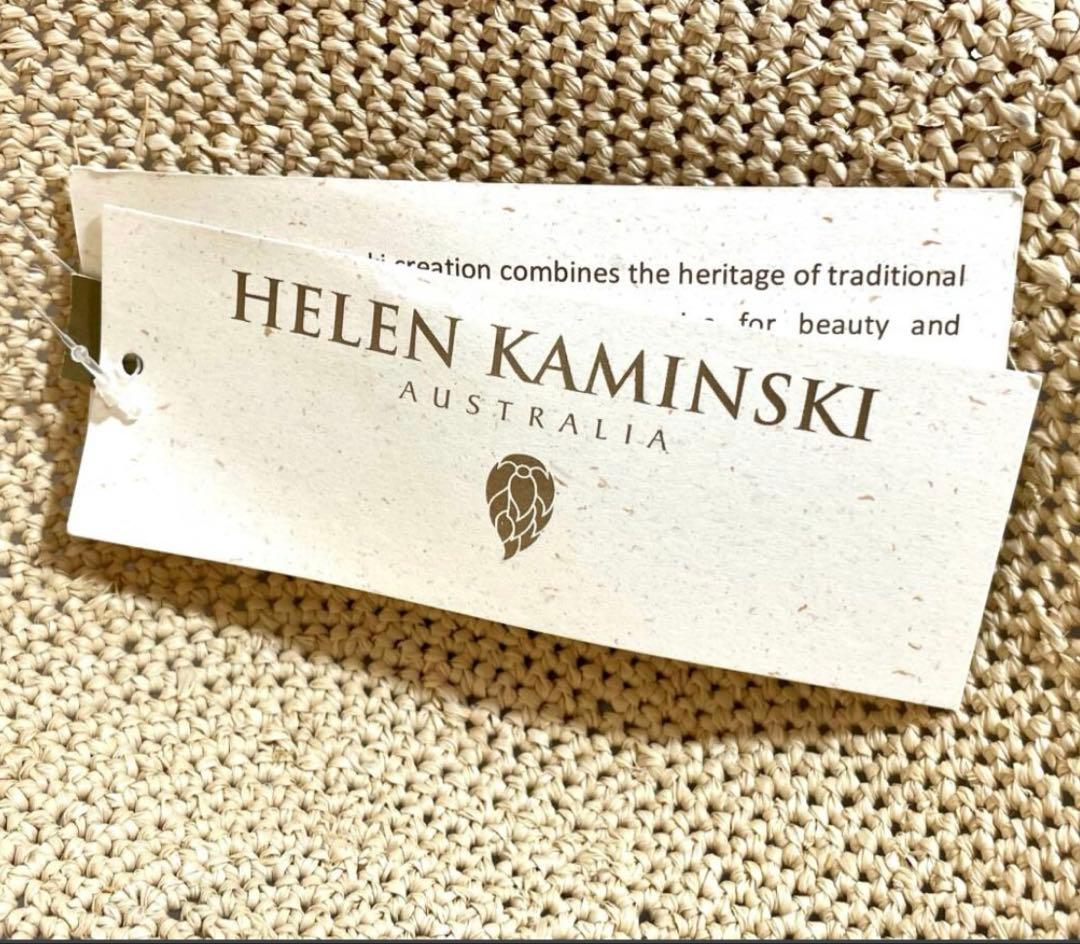 creation combines the heritage of traditional
for beauty and
HELEN KAMINSKI
AUSTRALIA